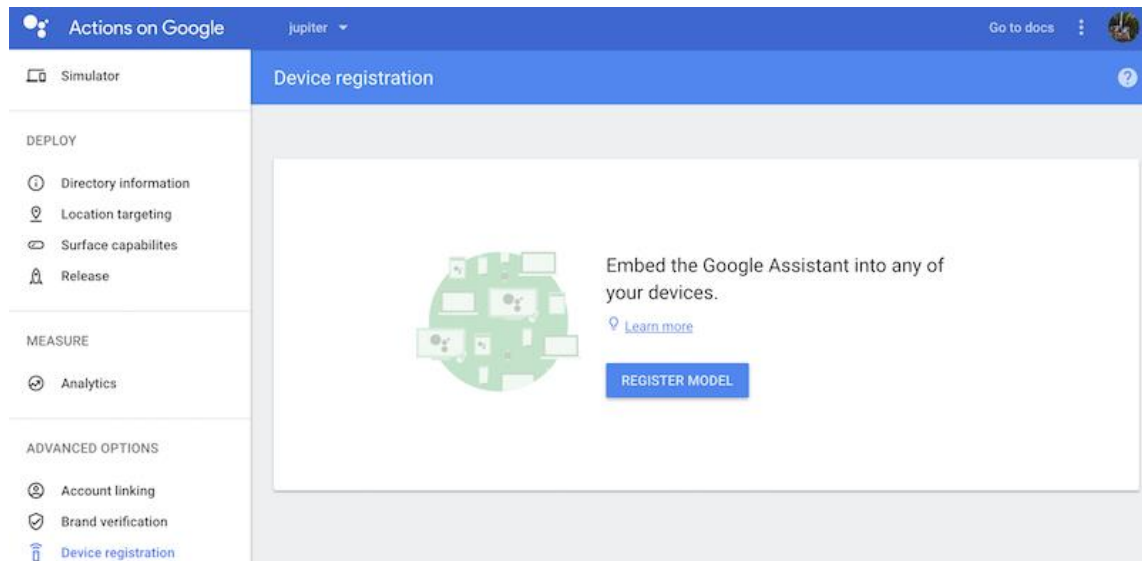 Actions on Google
jupiter
Go to docs
Simulator
Device registration
DEPLOY
Directory information
Location targeting
Surface capabilites
Release
MEASURE
Analytics
ADVANCED OPTIONS
Account linking
Brand verification
Device registration
Embed the Google Assistant into any of
your devices.
Learn more
REGISTER MODEL